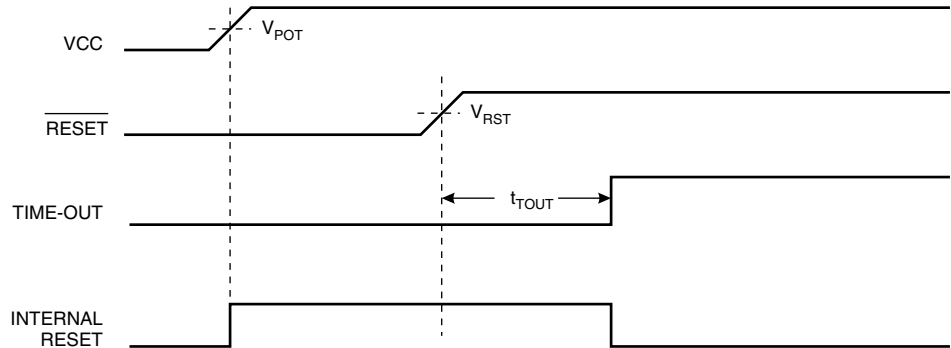 VCC
VPOT
RESET
VRST
TIME-OUT
tTOUT
INTERNAL
RESET